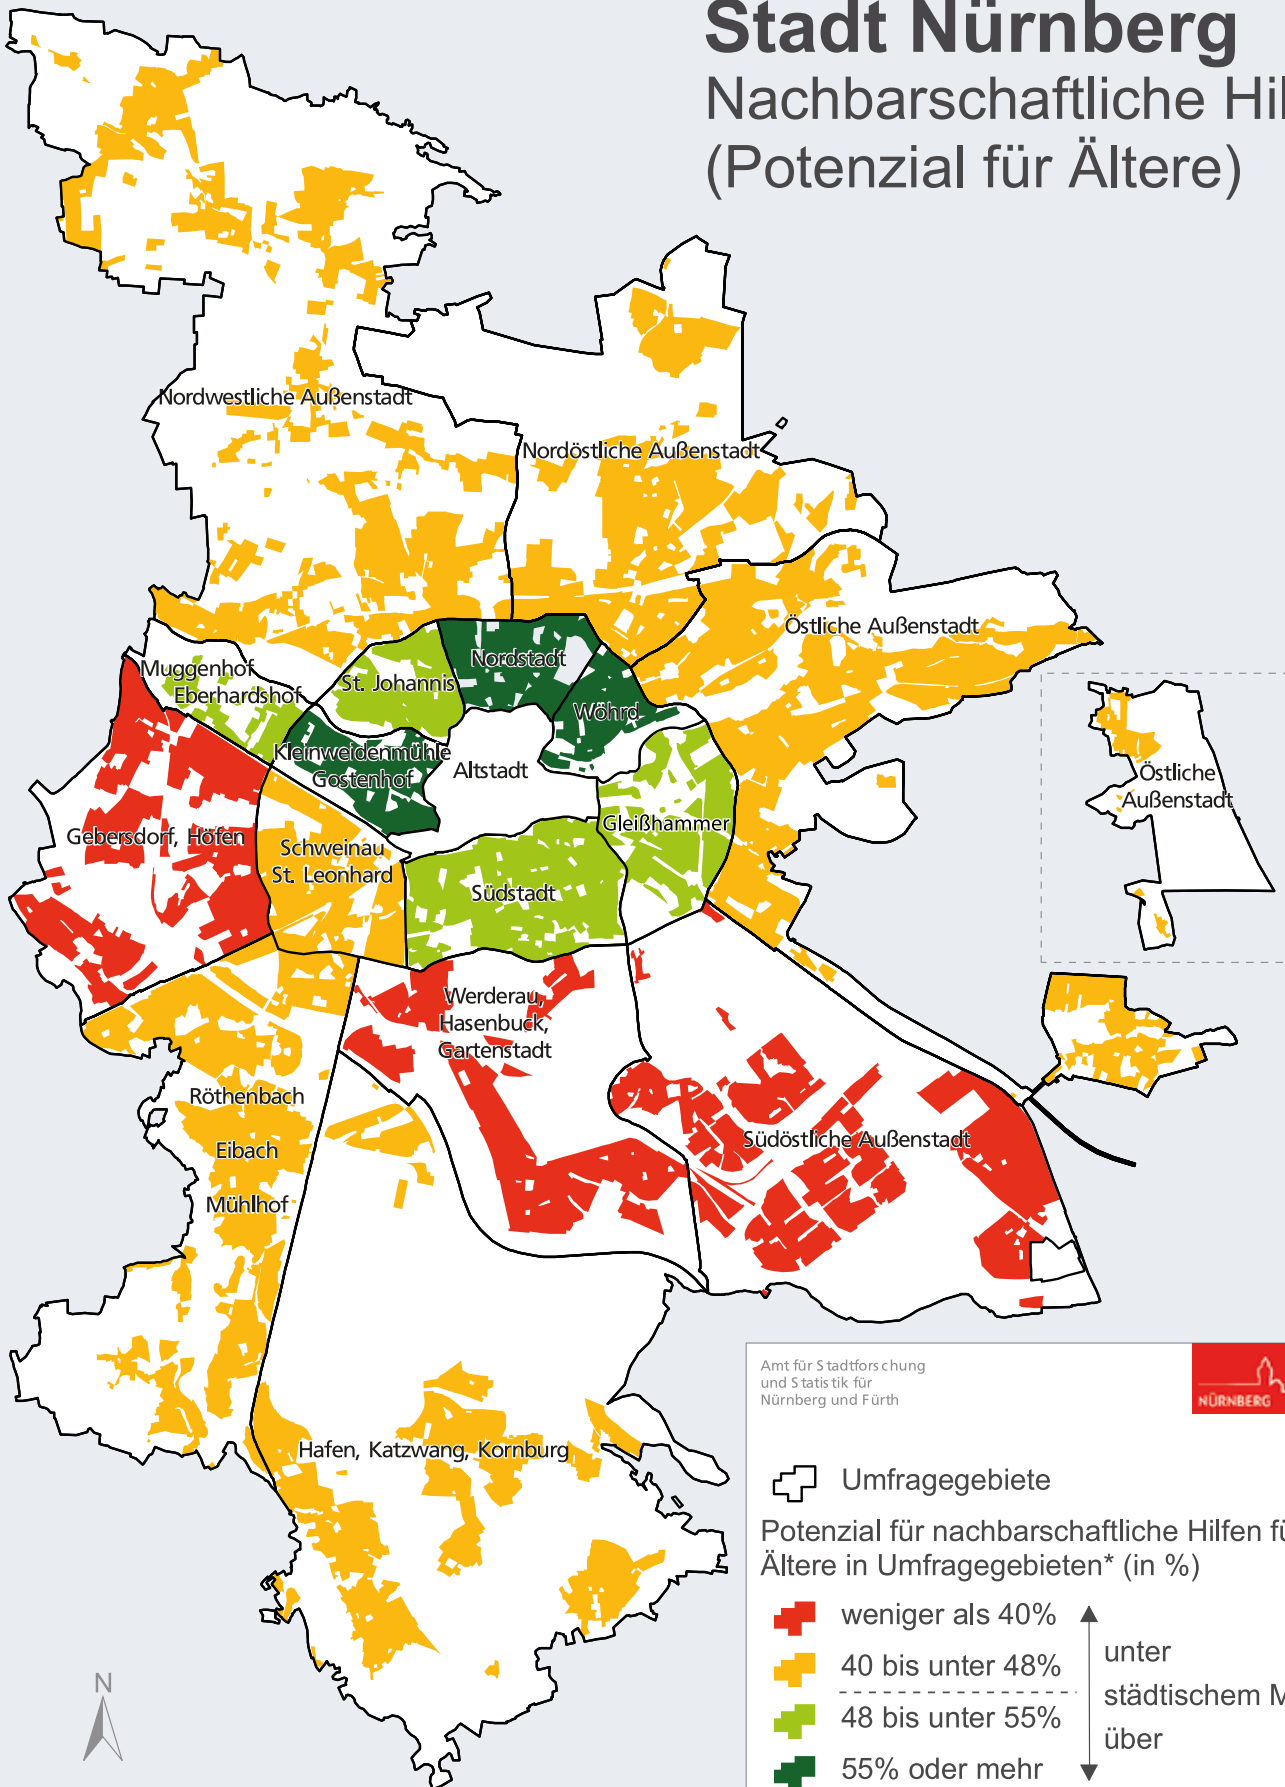 Stadt Nürnberg
Nachbarschaftliche Hil
(Potenzial für Ältere)
Nordwestliche Außenstadt
Nordöstliche Außenstadt
Östliche Außenstadt
Muggenhof
Eberhardshof
St. Johannis
Nordstadt
Wöhrd
Kleinweidenmühle
Gostenhof
Altstadt
Östliche
Außenstadt
Gebersdorf, Höfen
Schweinau
St. Leonhard
Gleißhammer
Südstadt
Werderau,
Hasenbuck,
Gartenstadt
Röthenbach
Eibach
Mühlhof
Südöstliche Außenstadt
Hafen, Katzwang, Kornburg
N
Amt für Stadtforschung
und Statistik für
Nürnberg und Fürth
NÜRNBERG
Umfragegebiete
Potenzial für nachbarschaftliche Hilfen fü
Ältere in Umfragegebieten* (in %)
weniger als 40%
40 bis unter 48%
48 bis unter 55%
55% oder mehr
unter
städtischem M
über